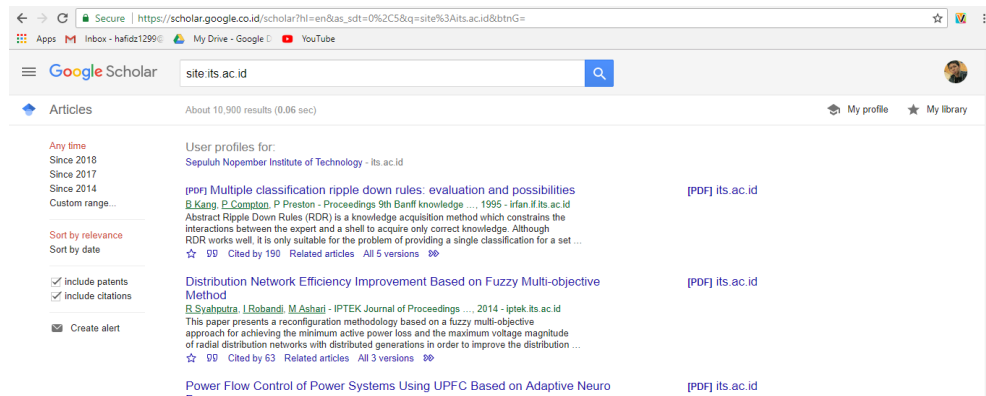 Secure | https://scholar.google.co.id/scholar?hl=en&as_sdt=0%2C5&q=site%3Aits.ac.id&btnG=
Apps Inbox - hafidz1299 My Drive - Google D YouTube
Google Scholar site:its.ac.id
Articles About 10,900 results (0.06 sec) My profile My library
Any time
Since 2018
Since 2017
Since 2014
Custom range...
Sort by relevance
Sort by date
include patents
include citations
Create alert
User profiles for:
Sepuluh Nopember Institute of Technology - its.ac.id
[PDF] Multiple classification ripple down rules: evaluation and possibilities
B Kang, P Compton, P Preston - Proceedings 9th Banff knowledge …, 1995 - irfan.if.its.ac.id
Abstract Ripple Down Rules (RDR) is a knowledge acquisition method which constrains the
interactions between the expert and a shell to acquire only correct knowledge. Although
RDR works well, it is only suitable for the problem of providing a single classification for a set ...
Cited by 190 Related articles All 5 versions
[PDF] its.ac.id
Distribution Network Efficiency Improvement Based on Fuzzy Multi-objective
Method
R Syahputra, I Robandi, M Ashari - IPTEK Journal of Proceedings …, 2014 - iptek.its.ac.id
This paper presents a reconfiguration methodology based on a fuzzy multi-objective
approach for achieving the minimum active power loss and the maximum voltage magnitude
of radial distribution networks with distributed generations in order to improve the distribution ...
Cited by 63 Related articles All 3 versions
[PDF] its.ac.id
Power Flow Control of Power Systems Using UPFC Based on Adaptive Neuro
[PDF] its.ac.id